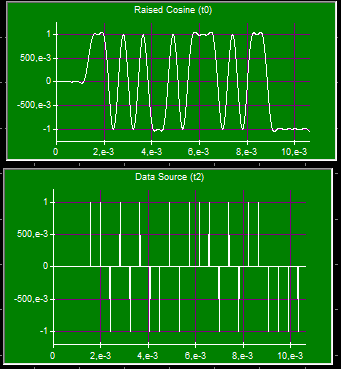 Raised Cosine (t0)
1
500,e-3
0
-500,e-3
-1
0 2,e-3 4,e-3 6,e-3 8,e-3 10,e-3
Data Source (t2)
1
500,e-3
0
-500,e-3
-1
0 2,e-3 4,e-3 6,e-3 8,e-3 10,e-3